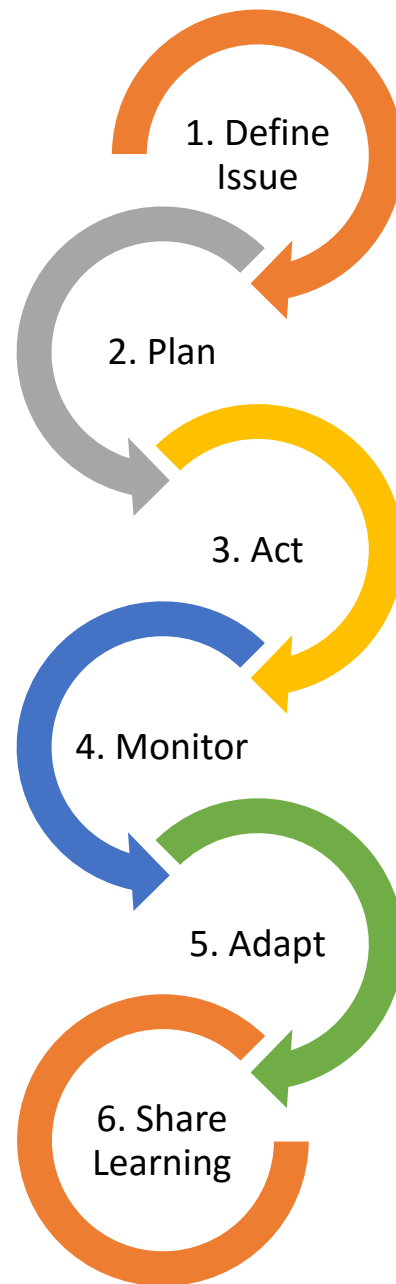 1. Define
Issue
2. Plan
3. Act
4. Monitor
5. Adapt
6. Share
Learning